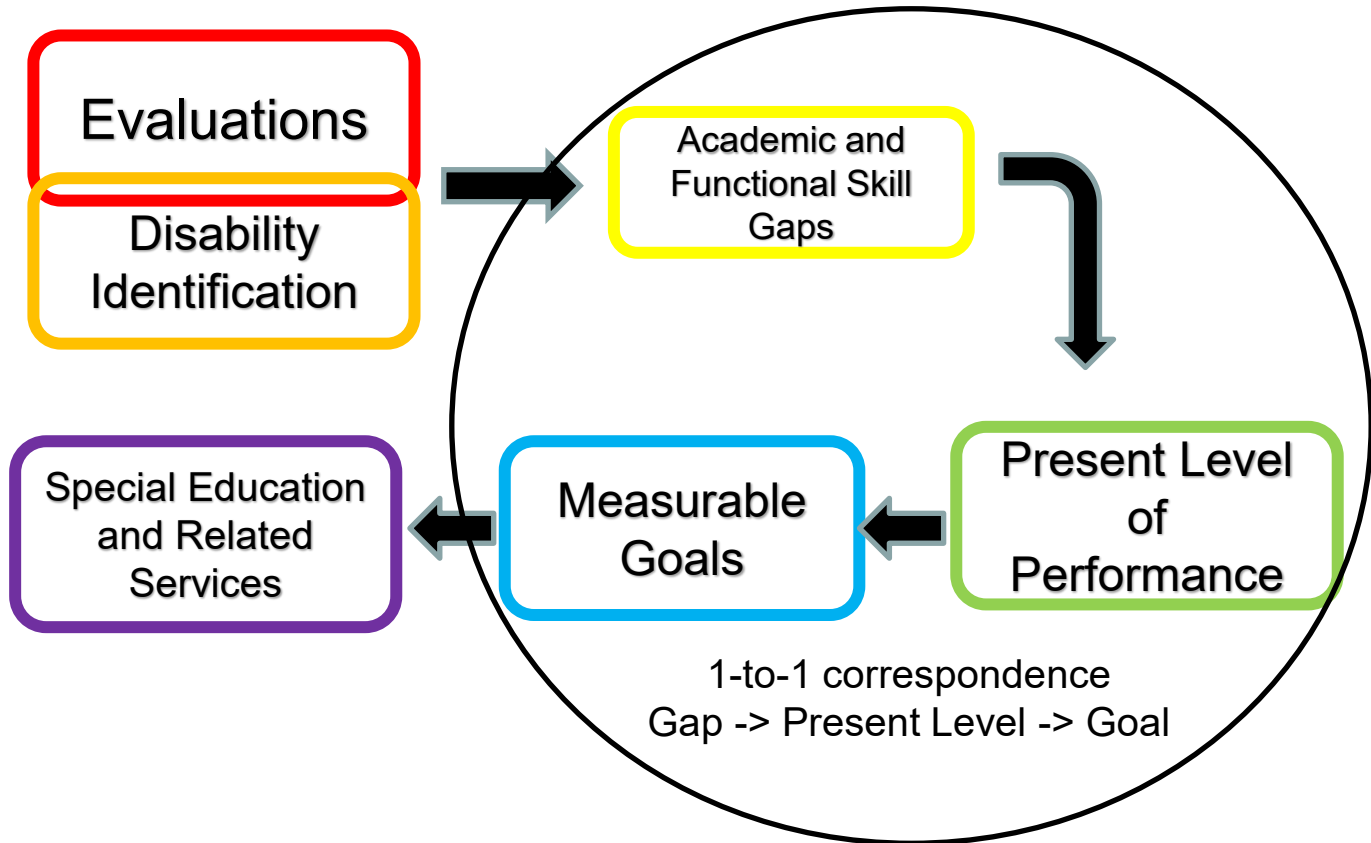 Evaluations
Disability
Identification
Academic and
Functional Skill
Gaps
Present Level
of
Performance
Measurable
Goals
Special Education
and Related
Services
1-to-1 correspondence
Gap -> Present Level -> Goal